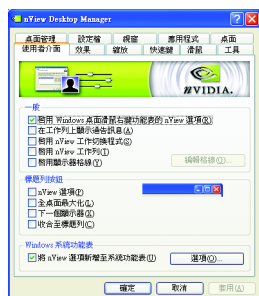 nView Desktop Manager
桌面管理 設定檔 視窗 應用程式 桌面
使用者介面 效果 縮放 快速鍵 滑鼠 工具
NVIDIA.
一般
啓用 Windows 桌面滑鼠右鍵功能表的 nView 選項(R)
在工作列上顯示通告訊息(A)
啓用 nView 工作切換程式(S)
啓用 nView 工作列(T)
啓用顯示器格線(Y)
編輯格線(O)...
標題列按鈕
nView 選項(P)
全桌面最大化(L)
下一個顯示器(X)
收合至標題列(C)
Windows 系統功能表
將 nView 選項新增至系統功能表(U)
選項(O)...
確定 取消 套用(A)